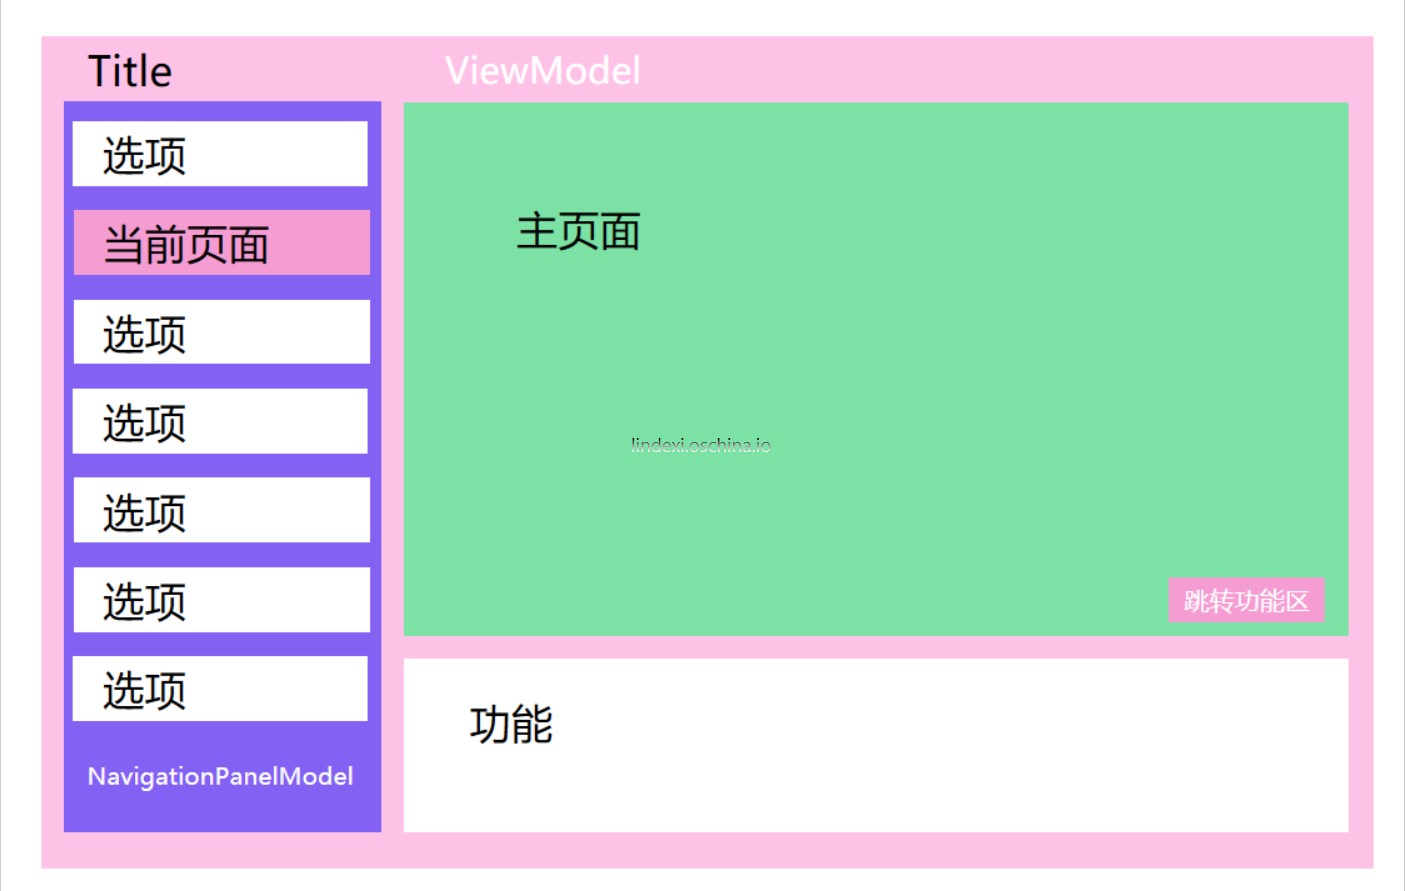 Title
ViewModel
选项
当前页面
选项
选项
选项
选项
选项
NavigationPanelModel
主页面
lindexi.oschina.io
跳转功能区
功能